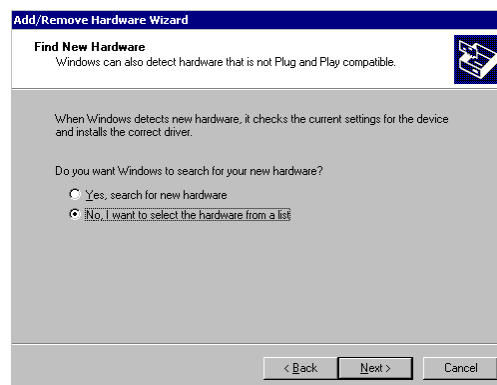 Add/Remove Hardware Wizard
Find New Hardware
Windows can also detect hardware that is not Plug and Play compatible.
When Windows detects new hardware, it checks the current settings for the device
and installs the correct driver.
Do you want Windows to search for your new hardware?
Yes, search for new hardware
No, I want to select the hardware from a list
< Back
Next >
Cancel